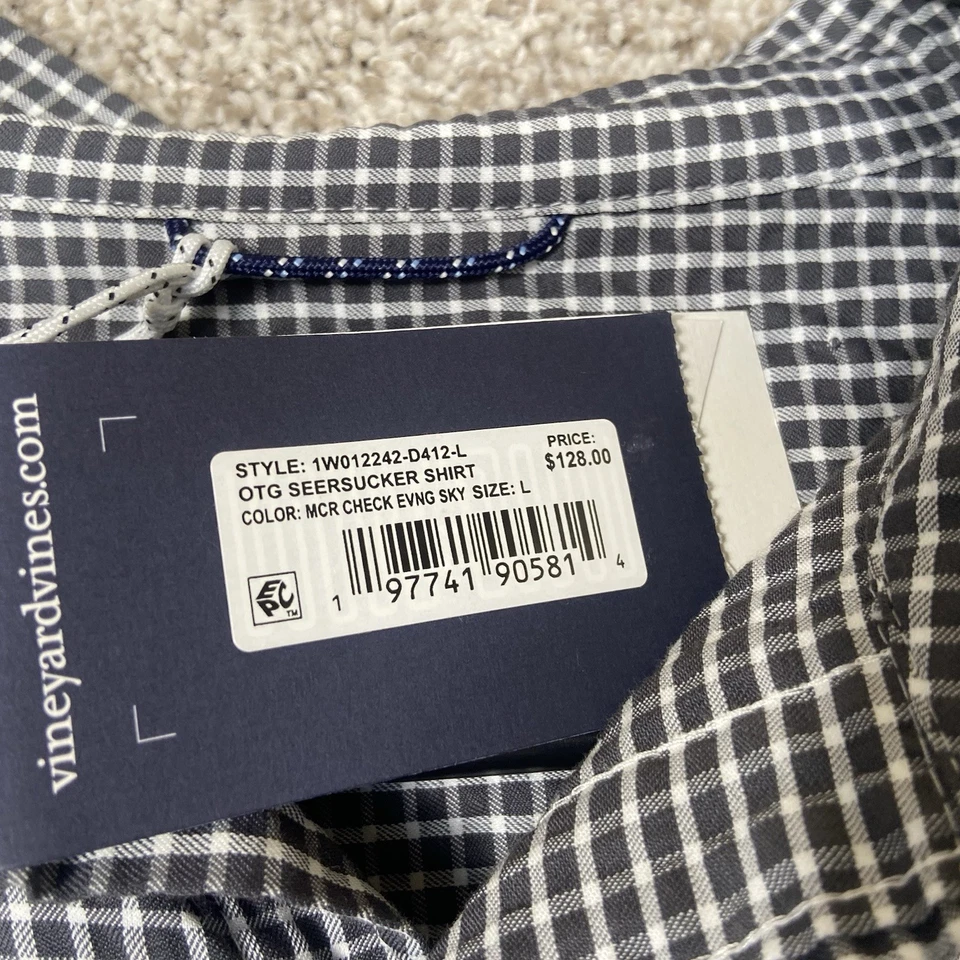 vineyardvines.com
STYLE: 1W012242-D412-L
OTG SEERSUCKER SHIRT
COLOR: MCR CHECK EVNG SKY SIZE: L
PRICE:
$128.00
EPC™
1 97741 90581 4